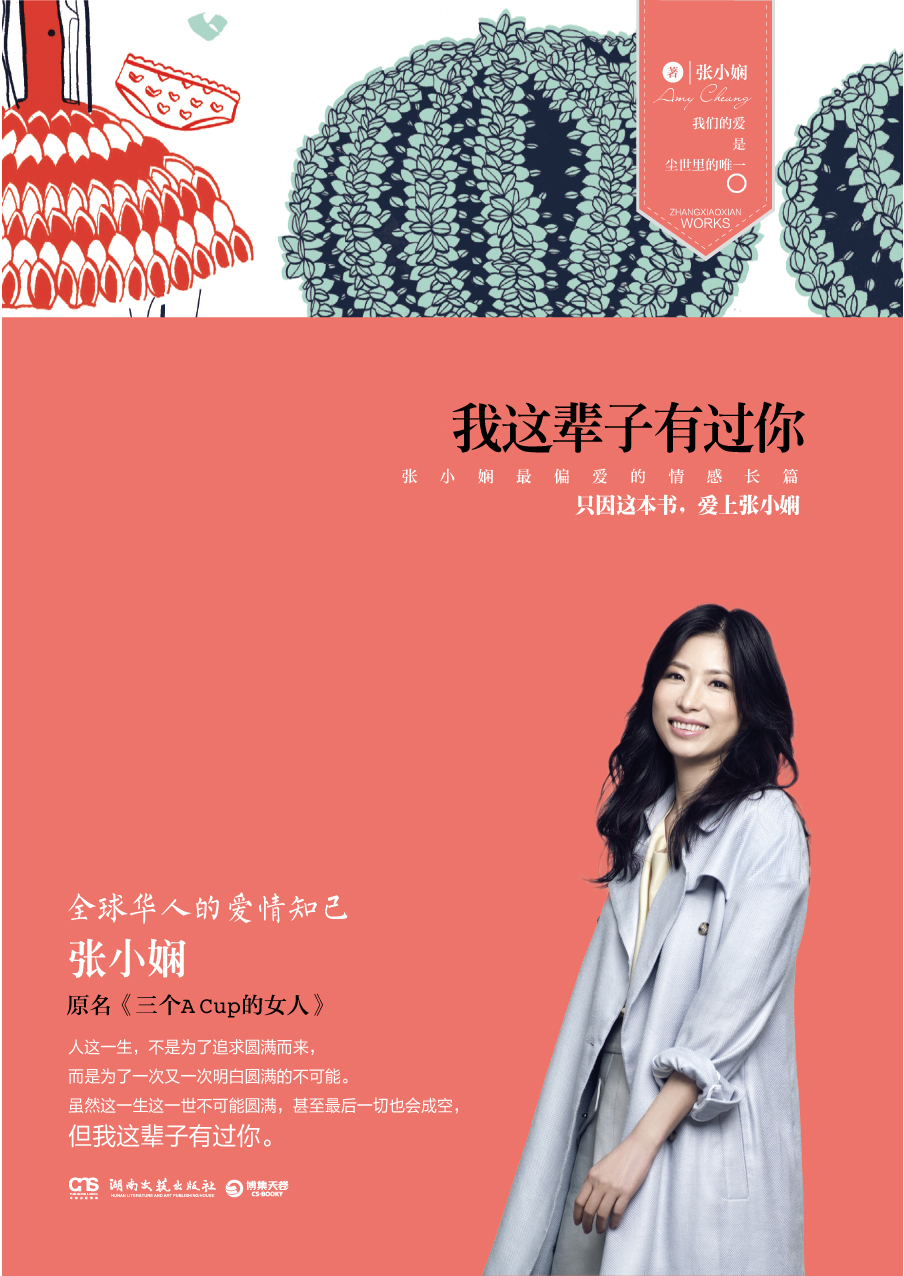 著 张小娴
Amy Cheung
我们的爱
是
尘世里的唯一
ZHANGXIAOXIAN
WORKS
我这辈子有过你
张小娴最偏爱的情感长篇
只因这本书，爱上张小娴
全球华人的爱情知己
张小娴
原名《三个A Cup的女人》
人这一生，不是为了追求圆满而来，
而是为了一次又一次明白圆满的不可能。
虽然这一生这一世不可能圆满，甚至最后一切也会成空，
但我这辈子有过你。
湖南文艺出版社 博集天卷
HUNAN LITERATURE AND ART PUBLISHING HOUSE CS-BOOKY